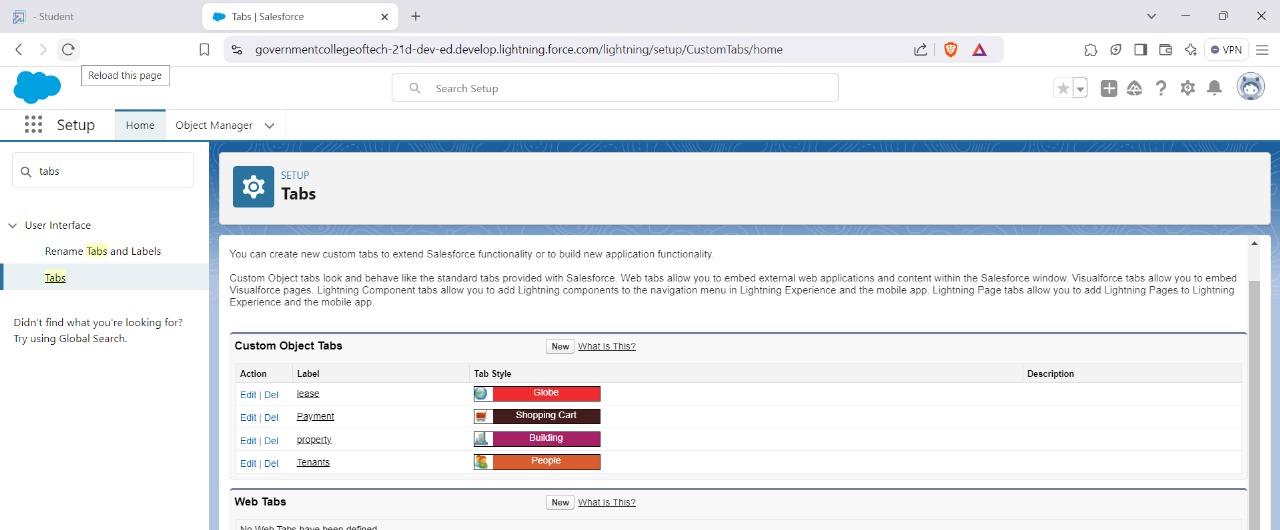 - Student
Tabs | Salesforce
governmentcollegeoftech-21d-dev-ed.develop.lightning.force.com/lightning/setup/CustomTabs/home
VPN
Reload this page
Search Setup
Setup
Home
Object Manager
tabs
User Interface
Rename Tabs and Labels
Tabs
Didn't find what you're looking for?
Try using Global Search.
SETUP
Tabs
You can create new custom tabs to extend Salesforce functionality or to build new application functionality.
Custom Object tabs look and behave like the standard tabs provided with Salesforce. Web tabs allow you to embed external web applications and content within the Salesforce window. Visualforce tabs allow you to embed
Visualforce pages. Lightning Component tabs allow you to add Lightning components to the navigation menu in Lightning Experience and the mobile app. Lightning Page tabs allow you to add Lightning Pages to Lightning
Experience and the mobile app.
Custom Object Tabs New What Is This?
Action Label Tab Style Description
Edit | Del lease Globe
Edit | Del Payment Shopping Cart
Edit | Del property Building
Edit | Del Tenants People
Web Tabs New What Is This?
No Web Tabs have been defined